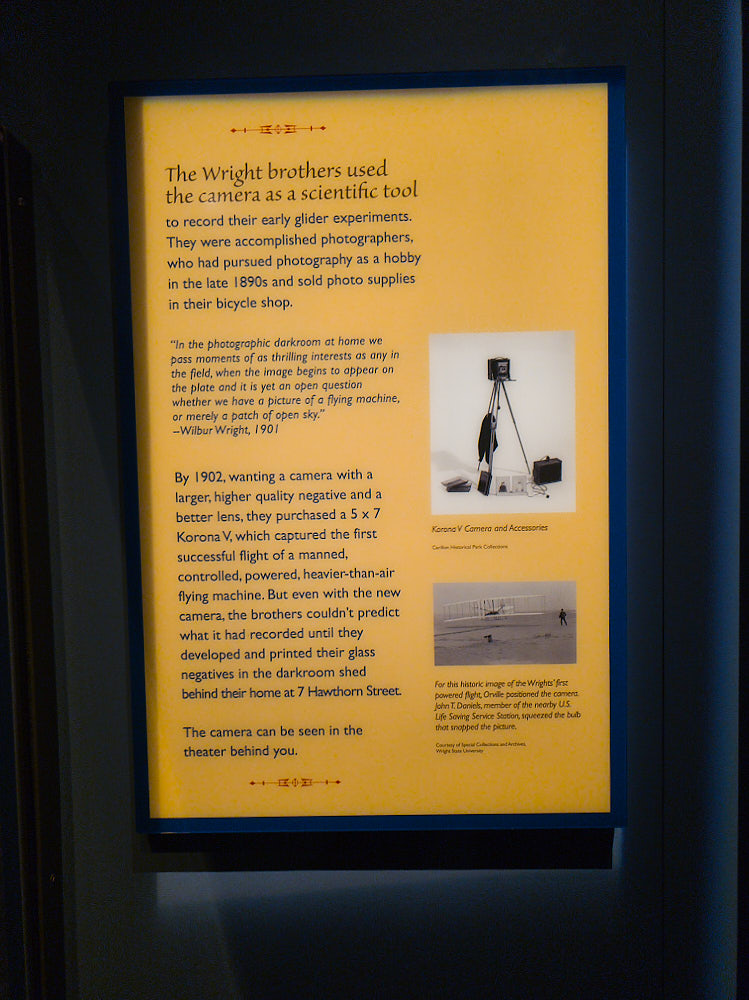 The Wright brothers used
the camera as a scientific tool
to record their early glider experiments.
They were accomplished photographers,
who had pursued photography as a hobby
in the late 1890s and sold photo supplies
in their bicycle shop.
“In the photographic darkroom at home we
pass moments of as thrilling interests as any in
the field, when the image begins to appear on
the plate and it is yet an open question
whether we have a picture of a flying machine,
or merely a patch of open sky.”
–Wilbur Wright, 1901
By 1902, wanting a camera with a
larger, higher quality negative and a
better lens, they purchased a 5 x 7
Korona V, which captured the first
successful flight of a manned,
controlled, powered, heavier-than-air
flying machine. But even with the new
camera, the brothers couldn't predict
what it had recorded until they
developed and printed their glass
negatives in the darkroom shed
behind their home at 7 Hawthorn Street.
The camera can be seen in the
theater behind you.
Korona V Camera and Accessories
Carillon Historical Park Collections
For this historic image of the Wrights' first
powered flight, Orville positioned the camera.
John T. Daniels, member of the nearby U.S.
Life Saving Service Station, squeezed the bulb
that snapped the picture.
Courtesy of Special Collections and Archives,
Wright State University